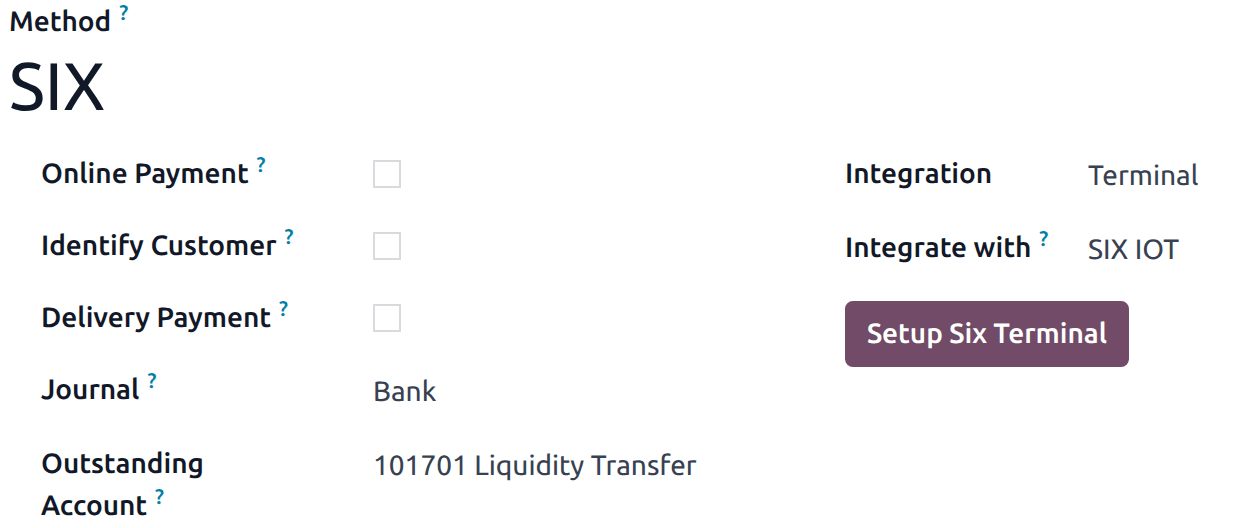 Method ?
SIX
Online Payment ?
Identify Customer ?
Delivery Payment ?
Journal ? Bank
Outstanding Account ? 101701 Liquidity Transfer
Integration Terminal
Integrate with ? SIX IOT
Setup Six Terminal